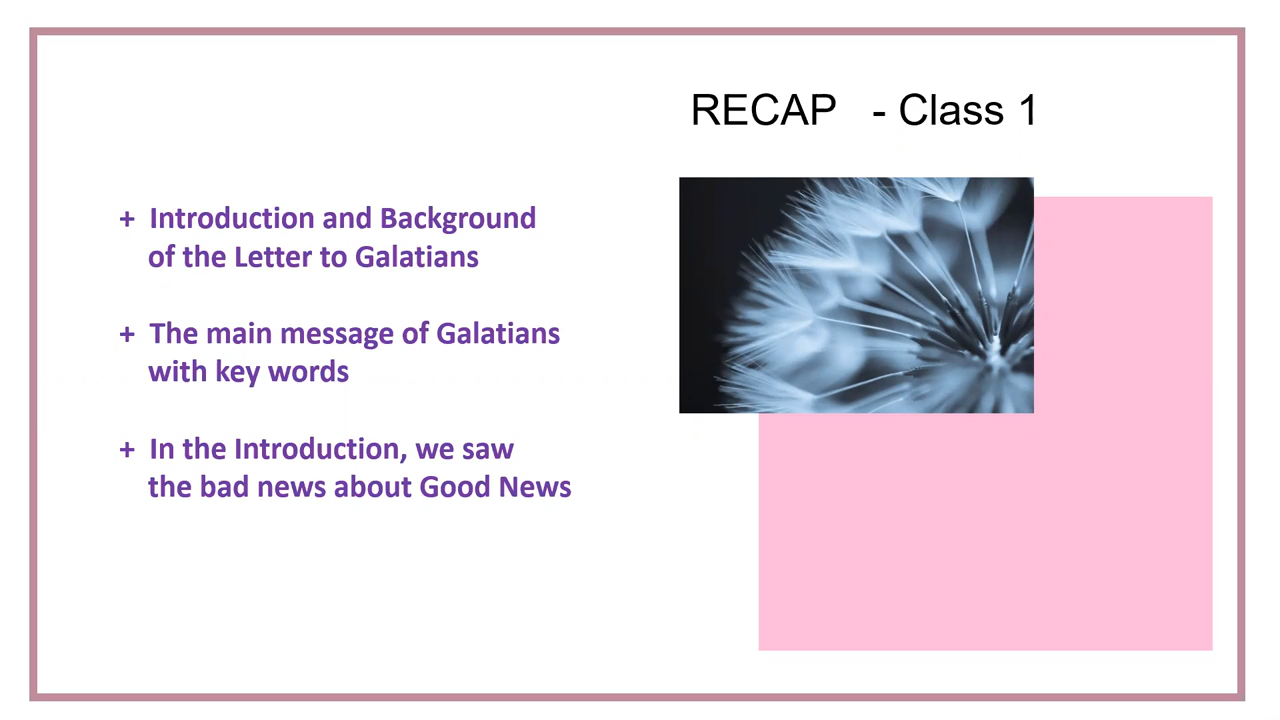 RECAP - Class 1
+ Introduction and Background
of the Letter to Galatians
+ The main message of Galatians
with key words
+ In the Introduction, we saw
the bad news about Good News